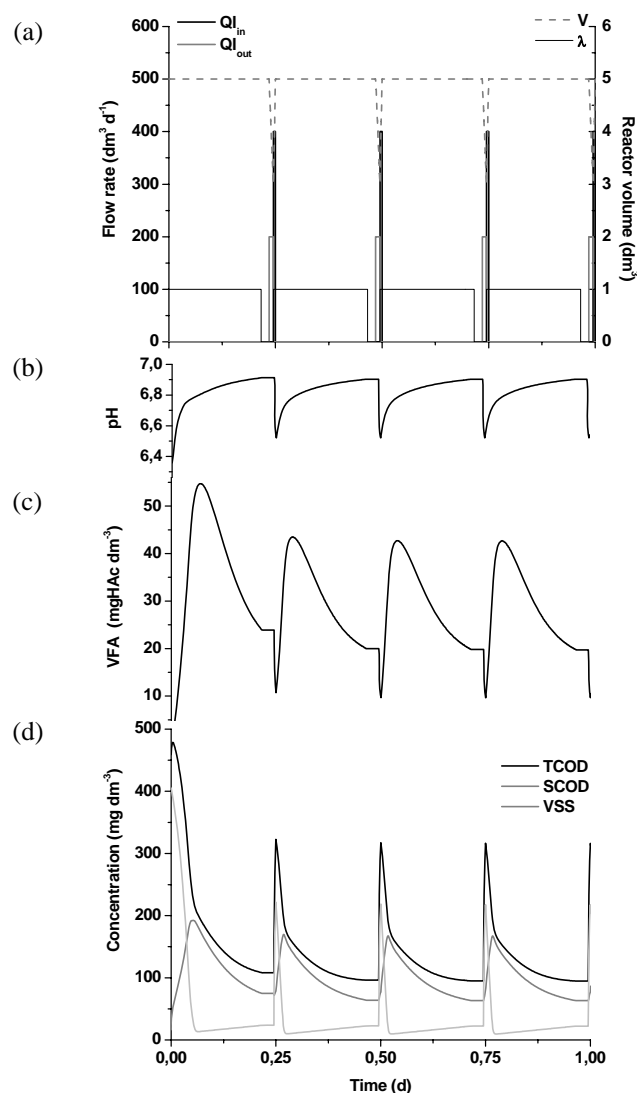 (a)
QI_in
QI_out
V
λ
600
500
400
300
200
100
0
Flow rate (dm³ d⁻¹)
6
5
4
3
2
1
0
Reactor volume (dm³)
(b)
7,0
6,8
6,6
6,4
pH
(c)
50
40
30
20
10
VFA (mgHAc dm⁻³)
(d)
500
400
300
200
100
0
Concentration (mg dm⁻³)
TCOD
SCOD
VSS
0,00 0,25 0,50 0,75 1,00
Time (d)